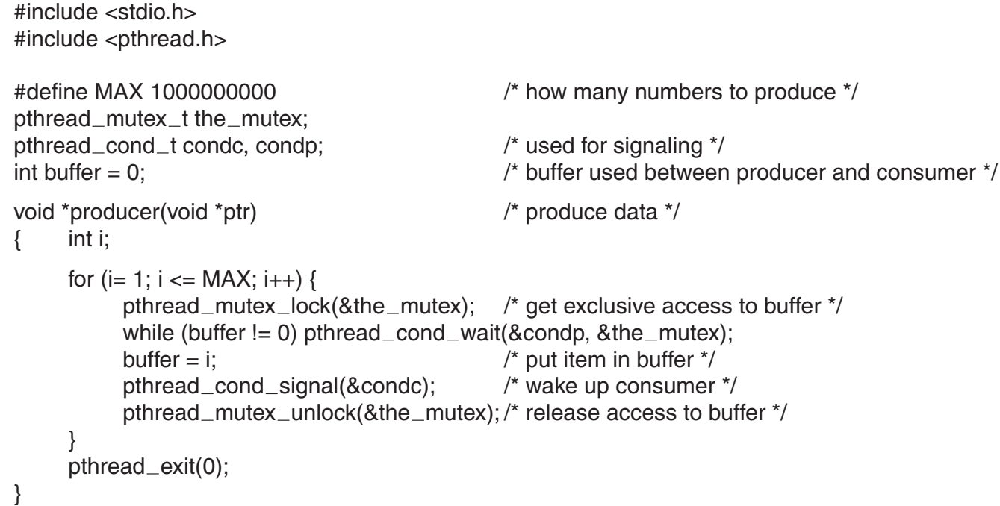 #include <stdio.h>
#include <pthread.h>
#define MAX 1000000000 /* how many numbers to produce */
pthread_mutex_t the_mutex;
pthread_cond_t condc, condp; /* used for signaling */
int buffer = 0; /* buffer used between producer and consumer */
void *producer(void *ptr) /* produce data */
{ int i;
for (i= 1; i <= MAX; i++) {
pthread_mutex_lock(&the_mutex); /* get exclusive access to buffer */
while (buffer != 0) pthread_cond_wait(&condp, &the_mutex);
buffer = i; /* put item in buffer */
pthread_cond_signal(&condc); /* wake up consumer */
pthread_mutex_unlock(&the_mutex); /* release access to buffer */
}
pthread_exit(0);
}